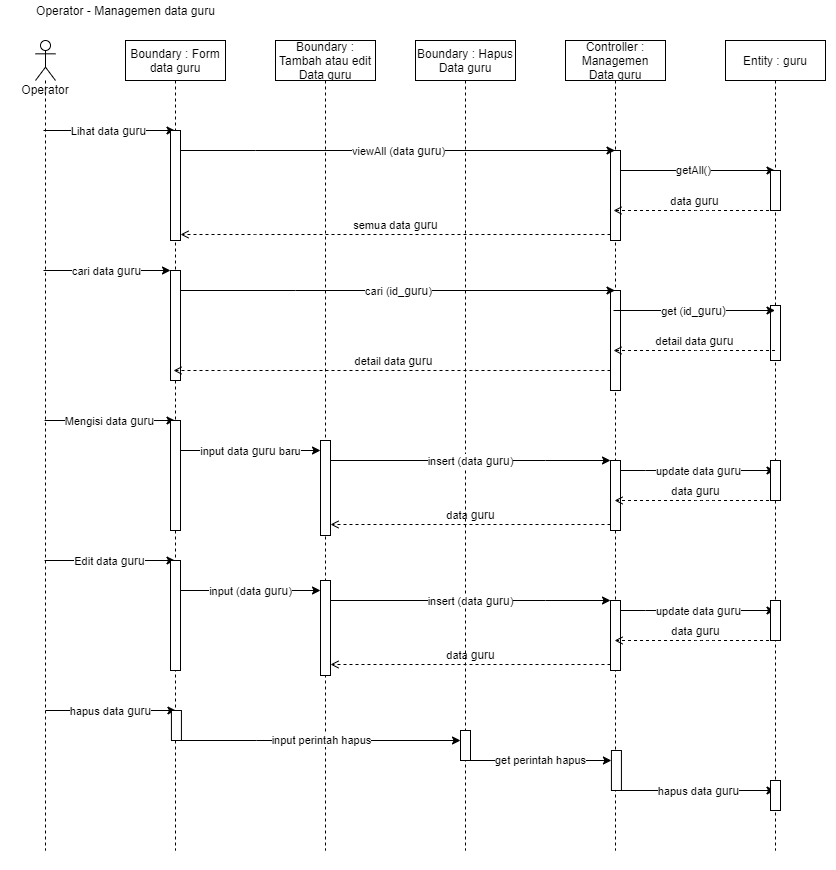 Operator - Managemen data guru
Boundary : Form
data guru
Boundary :
Tambah atau edit
Data guru
Boundary : Hapus
Data guru
Controller :
Managemen
Data guru
Entity : guru
Operator
Lihat data guru
viewAll (data guru)
getAll()
data guru
semua data guru
cari data guru
cari (id_guru)
get (id_guru)
detail data guru
detail data guru
Mengisi data guru
input data guru baru
insert (data guru)
update data guru
data guru
data guru
Edit data guru
input (data guru)
insert (data guru)
update data guru
data guru
data guru
hapus data guru
input perintah hapus
get perintah hapus
hapus data guru